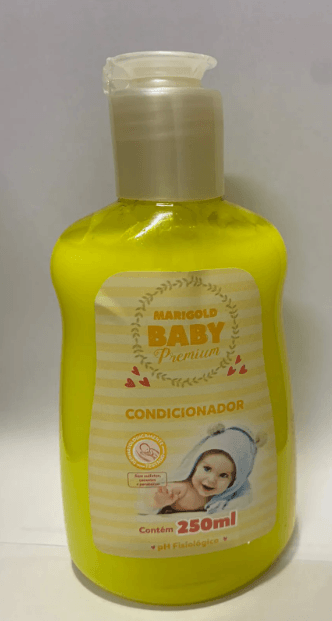 MARIGOLD
BABY
Premium
CONDICIONADOR
Contém 250ml
pH Fisiológico